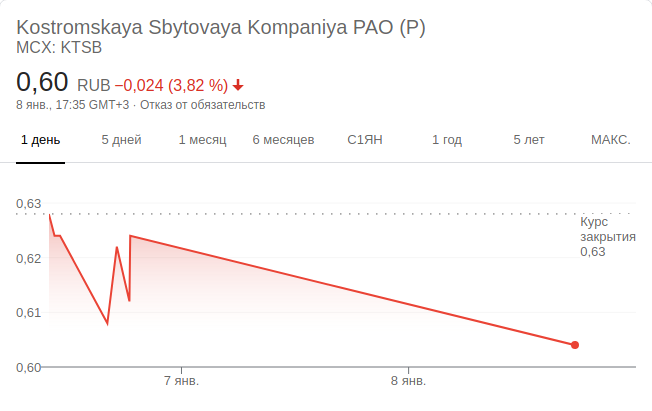 Kostromskaya Sbytovaya Kompaniya PAO (P)
MCX: KTSB
0,60 RUB −0,024 (3,82 %)
8 янв., 17:35 GMT+3 · Отказ от обязательств
1 день 5 дней 1 месяц 6 месяцев С1ЯН 1 год 5 лет МАКС.
0,63
Курс
закрытия
0,63
0,62
0,61
0,60
7 янв. 8 янв.